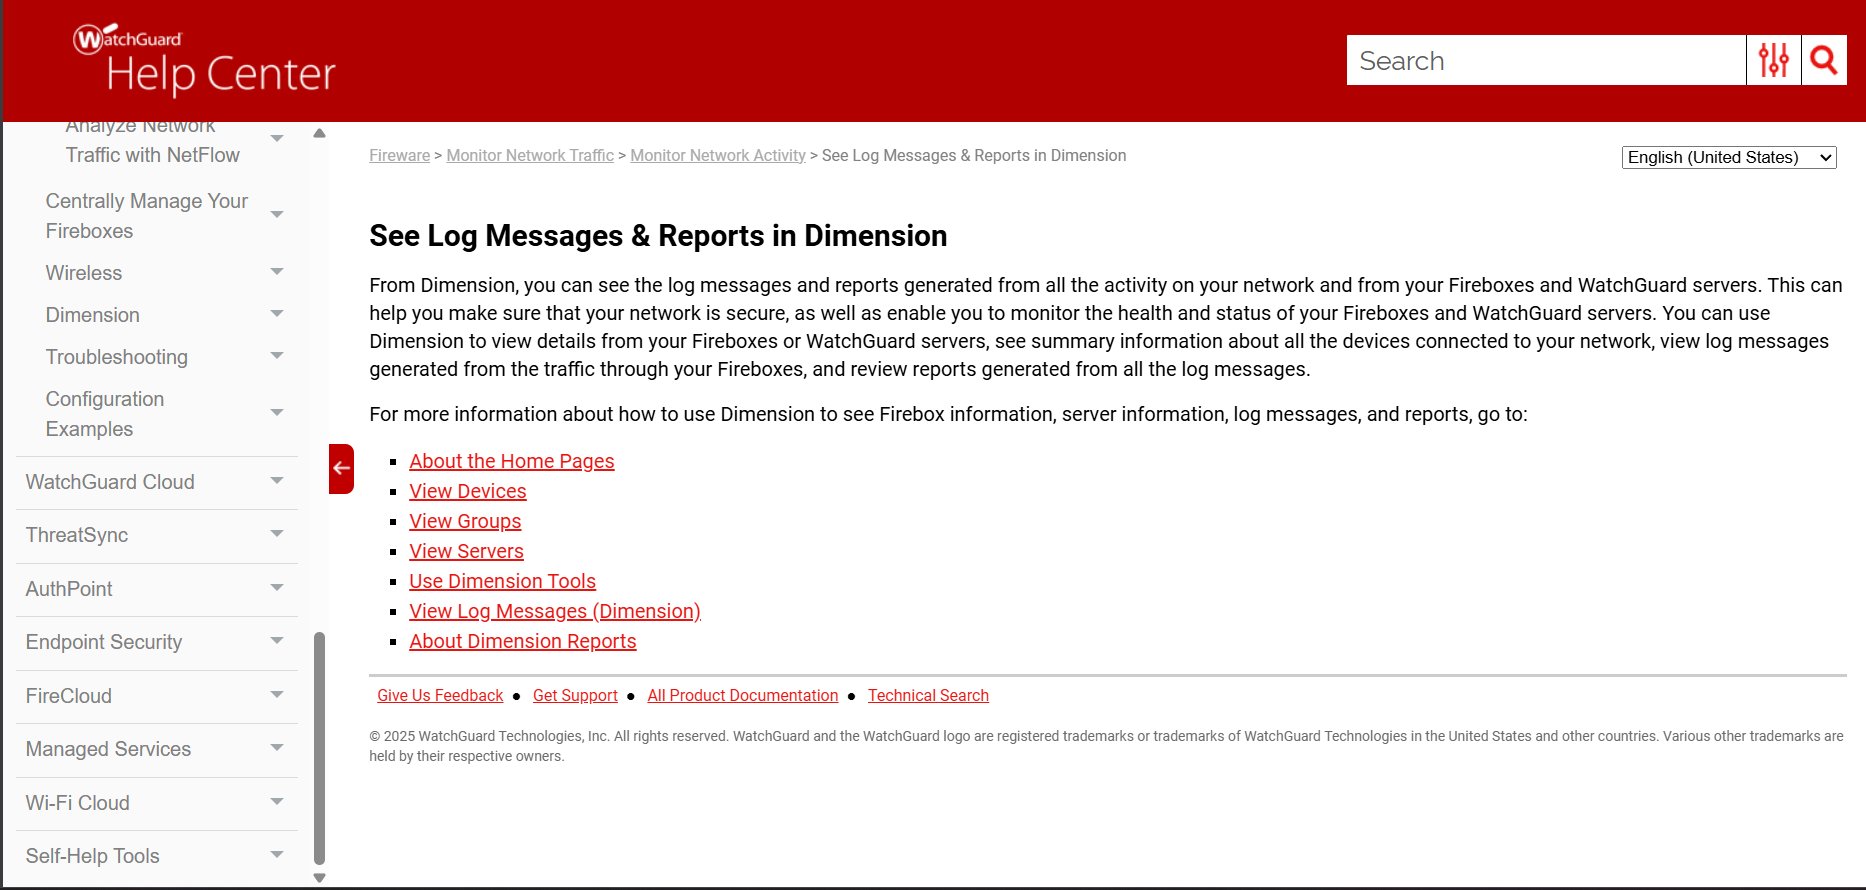 WatchGuard
Help Center
Search
Analyze Network
Traffic with NetFlow
Centrally Manage Your
Fireboxes
Wireless
Dimension
Troubleshooting
Configuration
Examples
WatchGuard Cloud
ThreatSync
AuthPoint
Endpoint Security
FireCloud
Managed Services
Wi-Fi Cloud
Self-Help Tools
Fireware > Monitor Network Traffic > Monitor Network Activity > See Log Messages & Reports in Dimension
English (United States)
See Log Messages & Reports in Dimension
From Dimension, you can see the log messages and reports generated from all the activity on your network and from your Fireboxes and WatchGuard servers. This can
help you make sure that your network is secure, as well as enable you to monitor the health and status of your Fireboxes and WatchGuard servers. You can use
Dimension to view details from your Fireboxes or WatchGuard servers, see summary information about all the devices connected to your network, view log messages
generated from the traffic through your Fireboxes, and review reports generated from all the log messages.
For more information about how to use Dimension to see Firebox information, server information, log messages, and reports, go to:
▪ About the Home Pages
▪ View Devices
▪ View Groups
▪ View Servers
▪ Use Dimension Tools
▪ View Log Messages (Dimension)
▪ About Dimension Reports
Give Us Feedback ● Get Support ● All Product Documentation ● Technical Search
© 2025 WatchGuard Technologies, Inc. All rights reserved. WatchGuard and the WatchGuard logo are registered trademarks or trademarks of WatchGuard Technologies in the United States and other countries. Various other trademarks are
held by their respective owners.